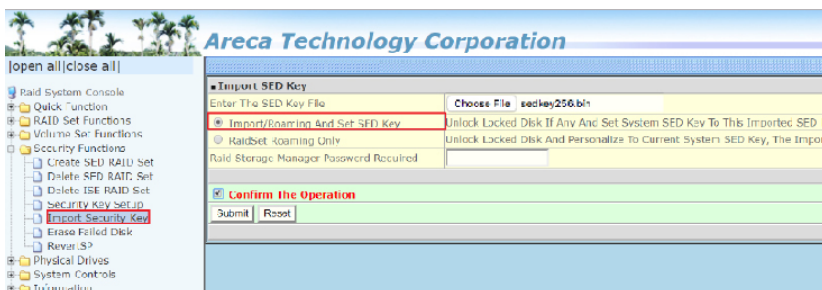 Areca Technology Corporation
|open all|close all|
Raid System Console
Quick Function
RAID Set Functions
Volume Set Functions
Security Functions
Create SED RAID Set
Delete SED RAID Set
Delete ISE RAID Set
Security Key Setup
Import Security Key
Erase Failed Disk
RevertSP
Physical Drives
System Controls
Information
Import SED Key
Enter The SED Key File Choose File sedkey256.bin
Import/Roaming And Set SED Key Unlock Locked Disk If Any And Set System SED Key To This Imported SED
RaidSet Roaming Only Unlock Locked Disk And Personalize To Current System SED Key, The Impor
Raid Storage Manager Password Required
Confirm The Operation
Submit Reset